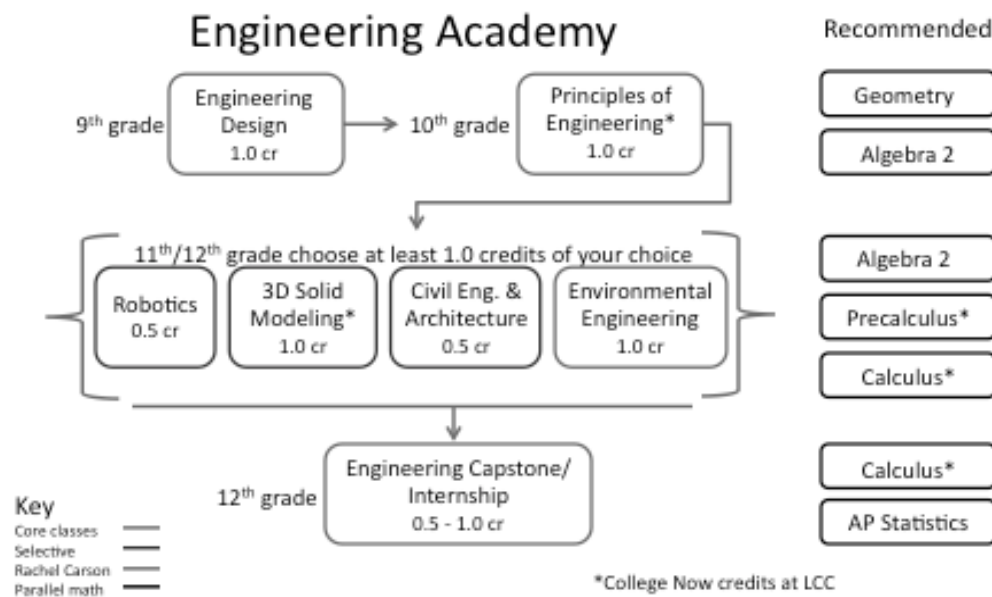 Engineering Academy
Recommended
9th grade
Engineering
Design
1.0 cr
10th grade
Principles of
Engineering*
1.0 cr
Geometry
Algebra 2
11th/12th grade choose at least 1.0 credits of your choice
Robotics
0.5 cr
3D Solid
Modeling*
1.0 cr
Civil Eng. &
Architecture
0.5 cr
Environmental
Engineering
1.0 cr
Algebra 2
Precalculus*
Calculus*
12th grade
Engineering Capstone/
Internship
0.5 - 1.0 cr
Calculus*
AP Statistics
Key
Core classes
Selective
Rachel Carson
Parallel math
*College Now credits at LCC